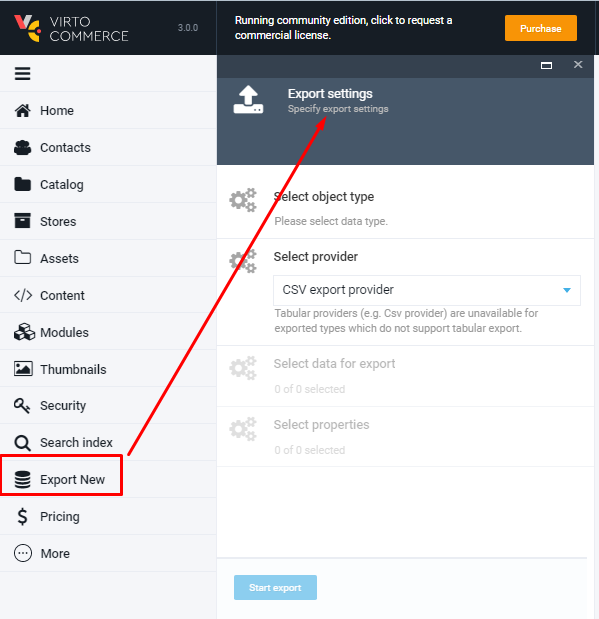 VIRTO
COMMERCE
3.0.0
Running community edition, click to request a
commercial license.
Purchase
Home
Contacts
Catalog
Stores
Assets
Content
Modules
Thumbnails
Security
Search index
Export New
Pricing
More
Export settings
Specify export settings
Select object type
Please select data type.
Select provider
CSV export provider
Tabular providers (e.g. Csv provider) are unavailable for
exported types which do not support tabular export.
Select data for export
0 of 0 selected
Select properties
0 of 0 selected
Start export